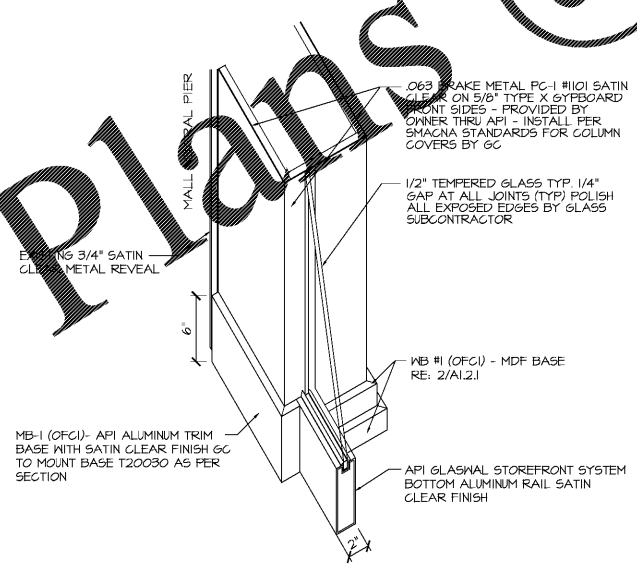 Plans ©
.063 BRAKE METAL PC-1 #1101 SATIN
CLEAR ON 5/8" TYPE X GYPBOARD
FRONT SIDES - PROVIDED BY
OWNER THRU API - INSTALL PER
SMACNA STANDARDS FOR COLUMN
COVERS BY GC
MALL NEUTRAL PIER
1/2" TEMPERED GLASS TYP. 1/4"
GAP AT ALL JOINTS (TYP) POLISH
ALL EXPOSED EDGES BY GLASS
SUBCONTRACTOR
EXISTING 3/4" SATIN
CLEAR METAL REVEAL
6"
WB #1 (OFCI) - MDF BASE
RE: 2/A1.2.1
MB-1 (OFCI)- API ALUMINUM TRIM
BASE WITH SATIN CLEAR FINISH GC
TO MOUNT BASE T20030 AS PER
SECTION
API GLASWAL STOREFRONT SYSTEM
BOTTOM ALUMINUM RAIL SATIN
CLEAR FINISH
2"